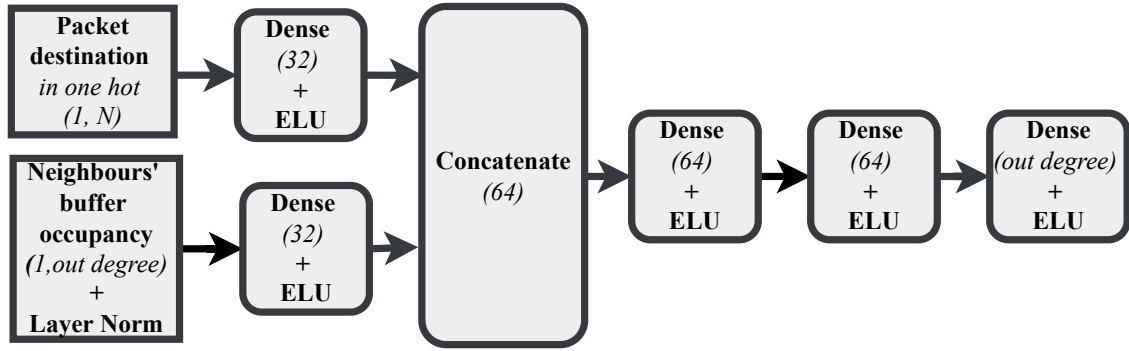 Packet
destination
in one hot
(1, N)
Dense
(32)
+
ELU
Neighbours'
buffer
occupancy
(1,out degree)
+
Layer Norm
Dense
(32)
+
ELU
Concatenate
(64)
Dense
(64)
+
ELU
Dense
(64)
+
ELU
Dense
(out degree)
+
ELU